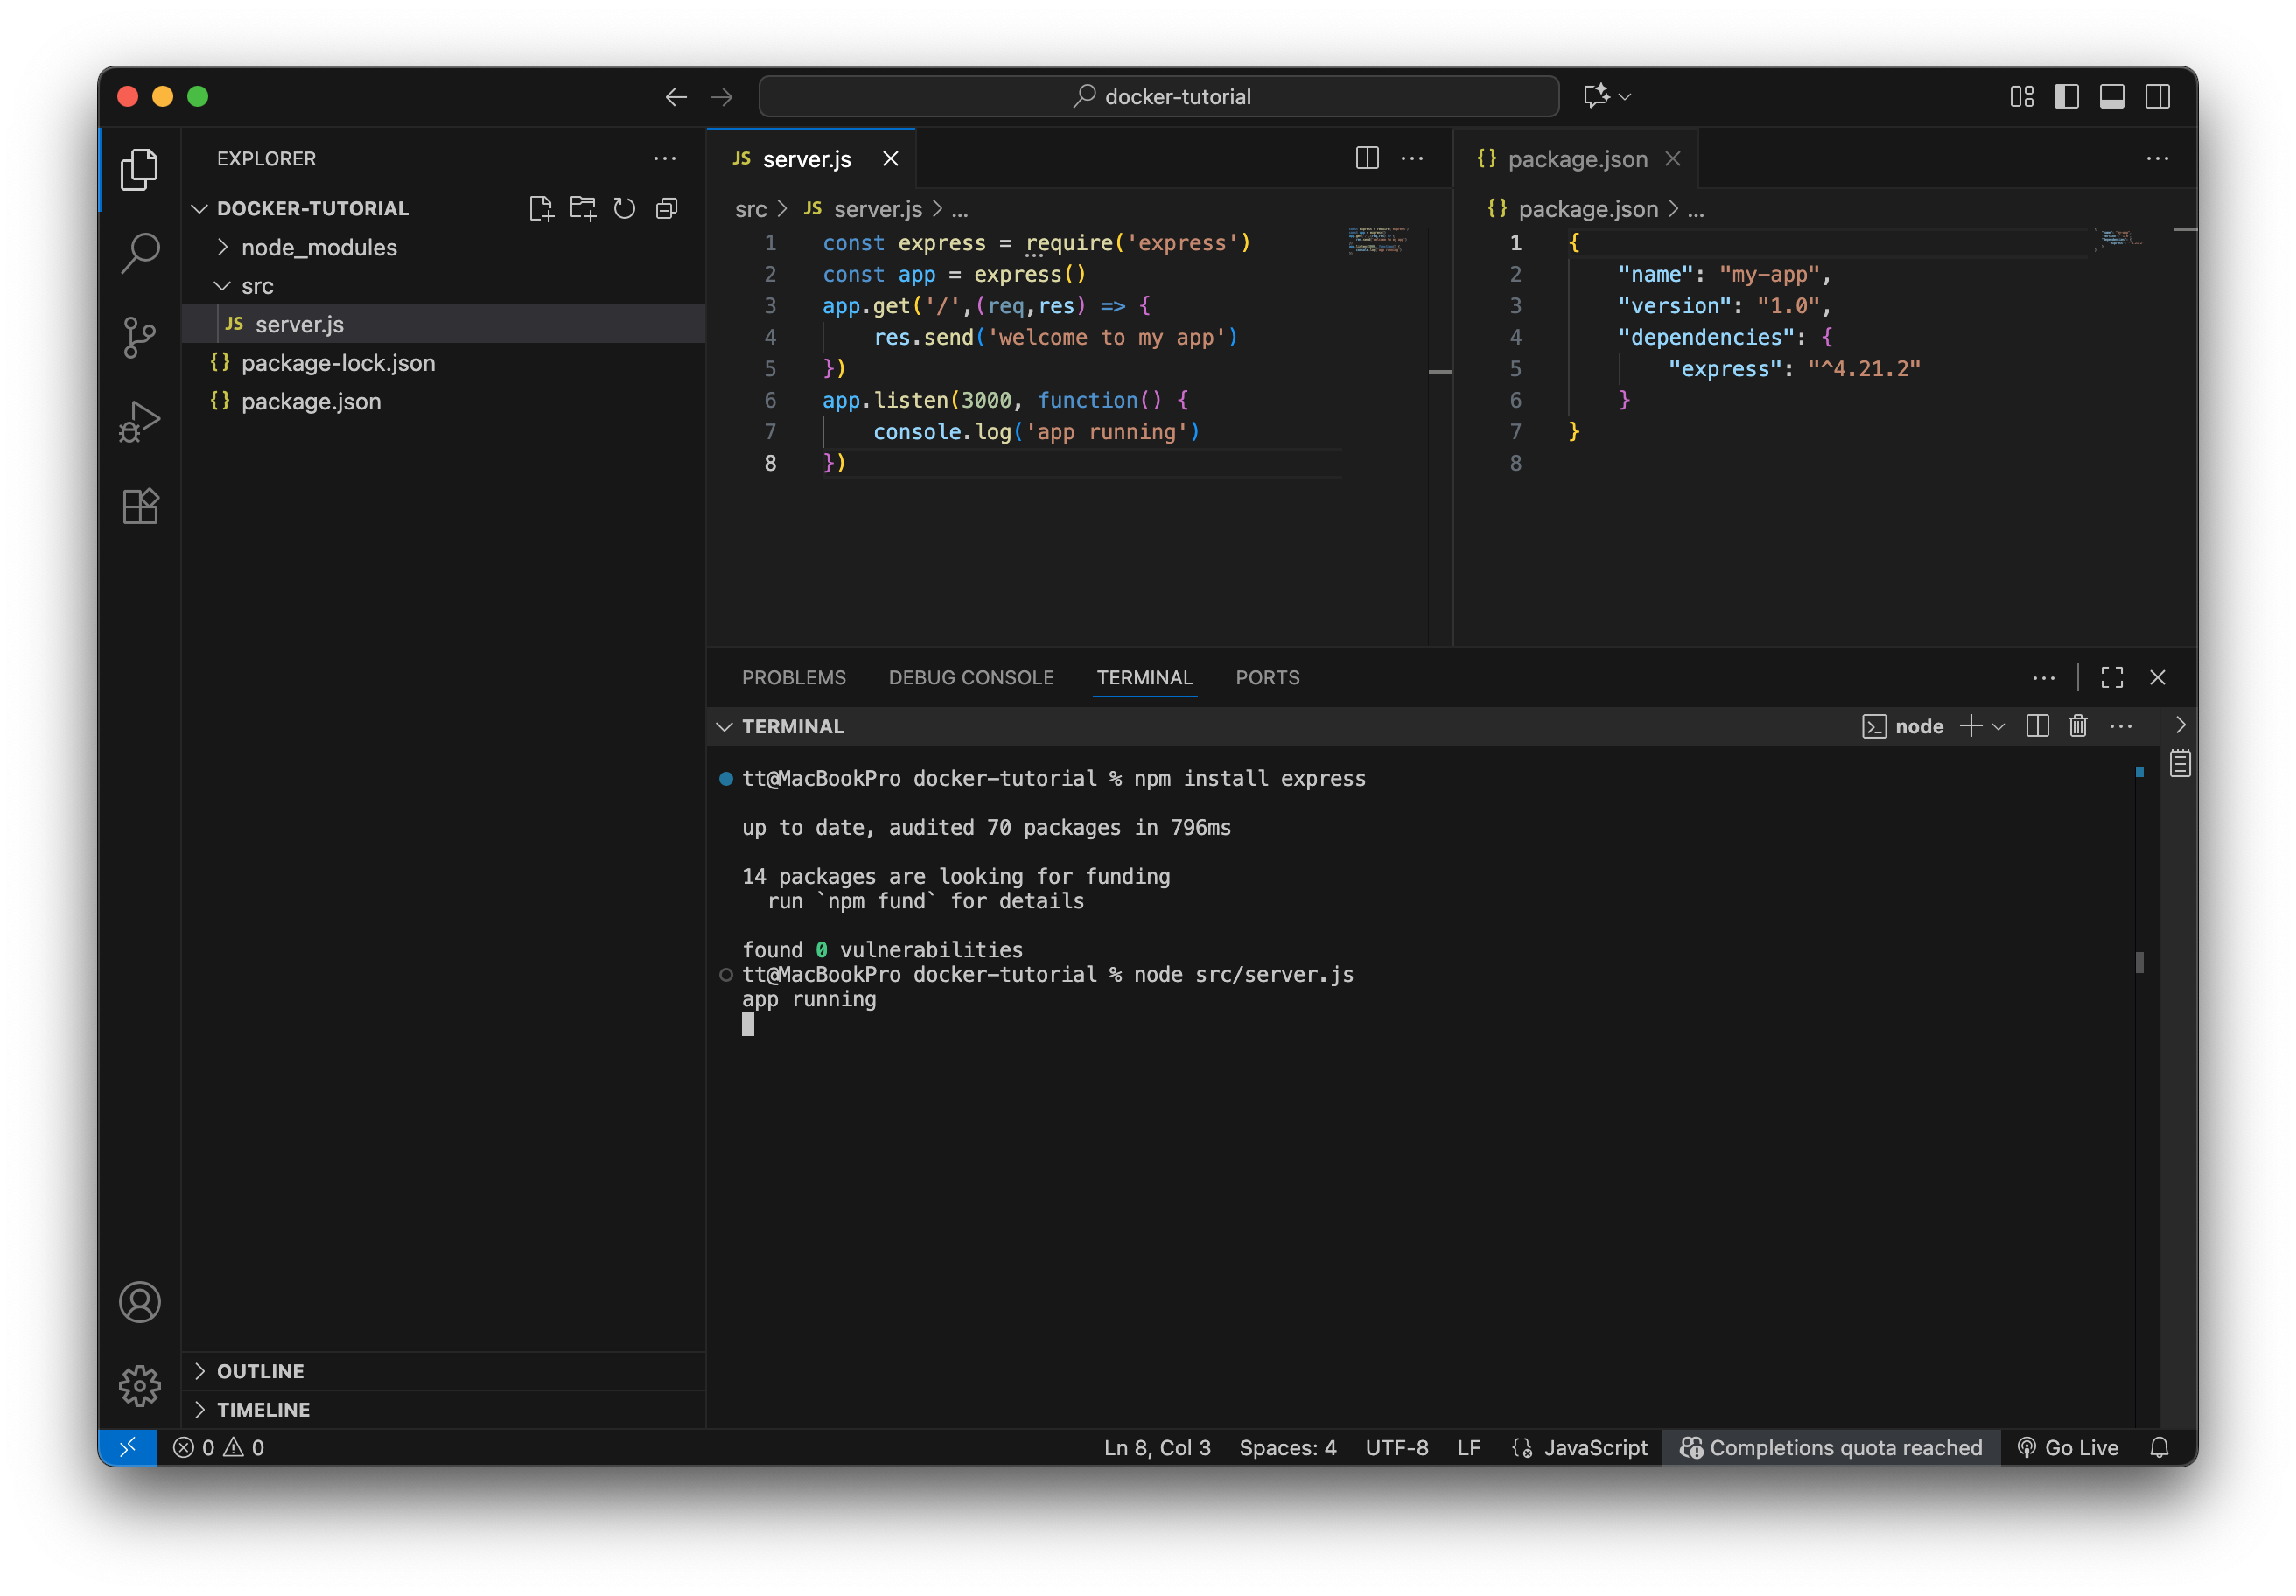 docker-tutorial
EXPLORER
DOCKER-TUTORIAL
node_modules
src
JS server.js
{} package-lock.json
{} package.json
OUTLINE
TIMELINE
JS server.js
src > JS server.js > ...
1 const express = require('express')
2 const app = express()
3 app.get('/',(req,res) => {
4     res.send('welcome to my app')
5 })
6 app.listen(3000, function() {
7     console.log('app running')
8 })
{} package.json
{} package.json > ...
1 {
2     "name": "my-app",
3     "version": "1.0",
4     "dependencies": {
5         "express": "^4.21.2"
6     }
7 }
8
PROBLEMS DEBUG CONSOLE TERMINAL PORTS
TERMINAL
node
tt@MacBookPro docker-tutorial % npm install express
up to date, audited 70 packages in 796ms
14 packages are looking for funding
  run `npm fund` for details
found 0 vulnerabilities
tt@MacBookPro docker-tutorial % node src/server.js
app running
0 0
Ln 8, Col 3 Spaces: 4 UTF-8 LF {} JavaScript Completions quota reached Go Live